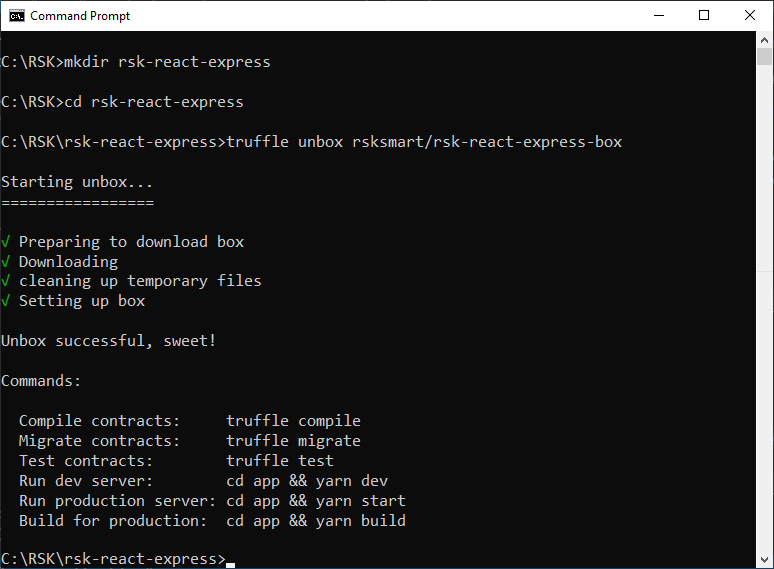 Command Prompt
C:\RSK>mkdir rsk-react-express
C:\RSK>cd rsk-react-express
C:\RSK\rsk-react-express>truffle unbox rsksmart/rsk-react-express-box
Starting unbox...
=================
√ Preparing to download box
√ Downloading
√ cleaning up temporary files
√ Setting up box
Unbox successful, sweet!
Commands:
  Compile contracts:     truffle compile
  Migrate contracts:     truffle migrate
  Test contracts:        truffle test
  Run dev server:        cd app && yarn dev
  Run production server: cd app && yarn start
  Build for production:  cd app && yarn build
C:\RSK\rsk-react-express>